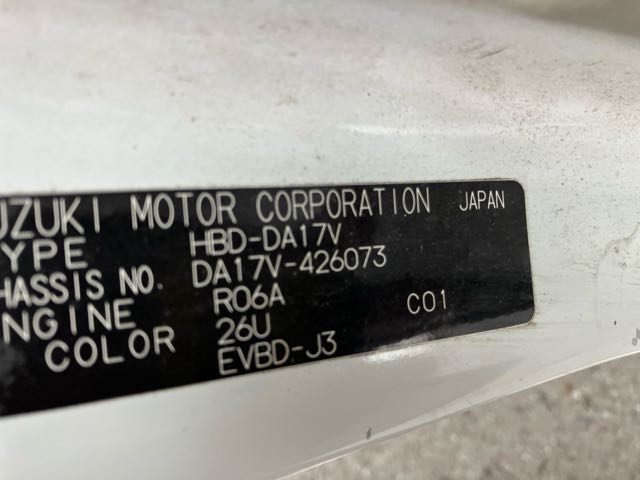 UZUKI MOTOR CORPORATION JAPAN
YPE HBD-DA17V
HASSIS NO. DA17V-426073
NGINE R06A C01
COLOR 26U
EVBD-J3